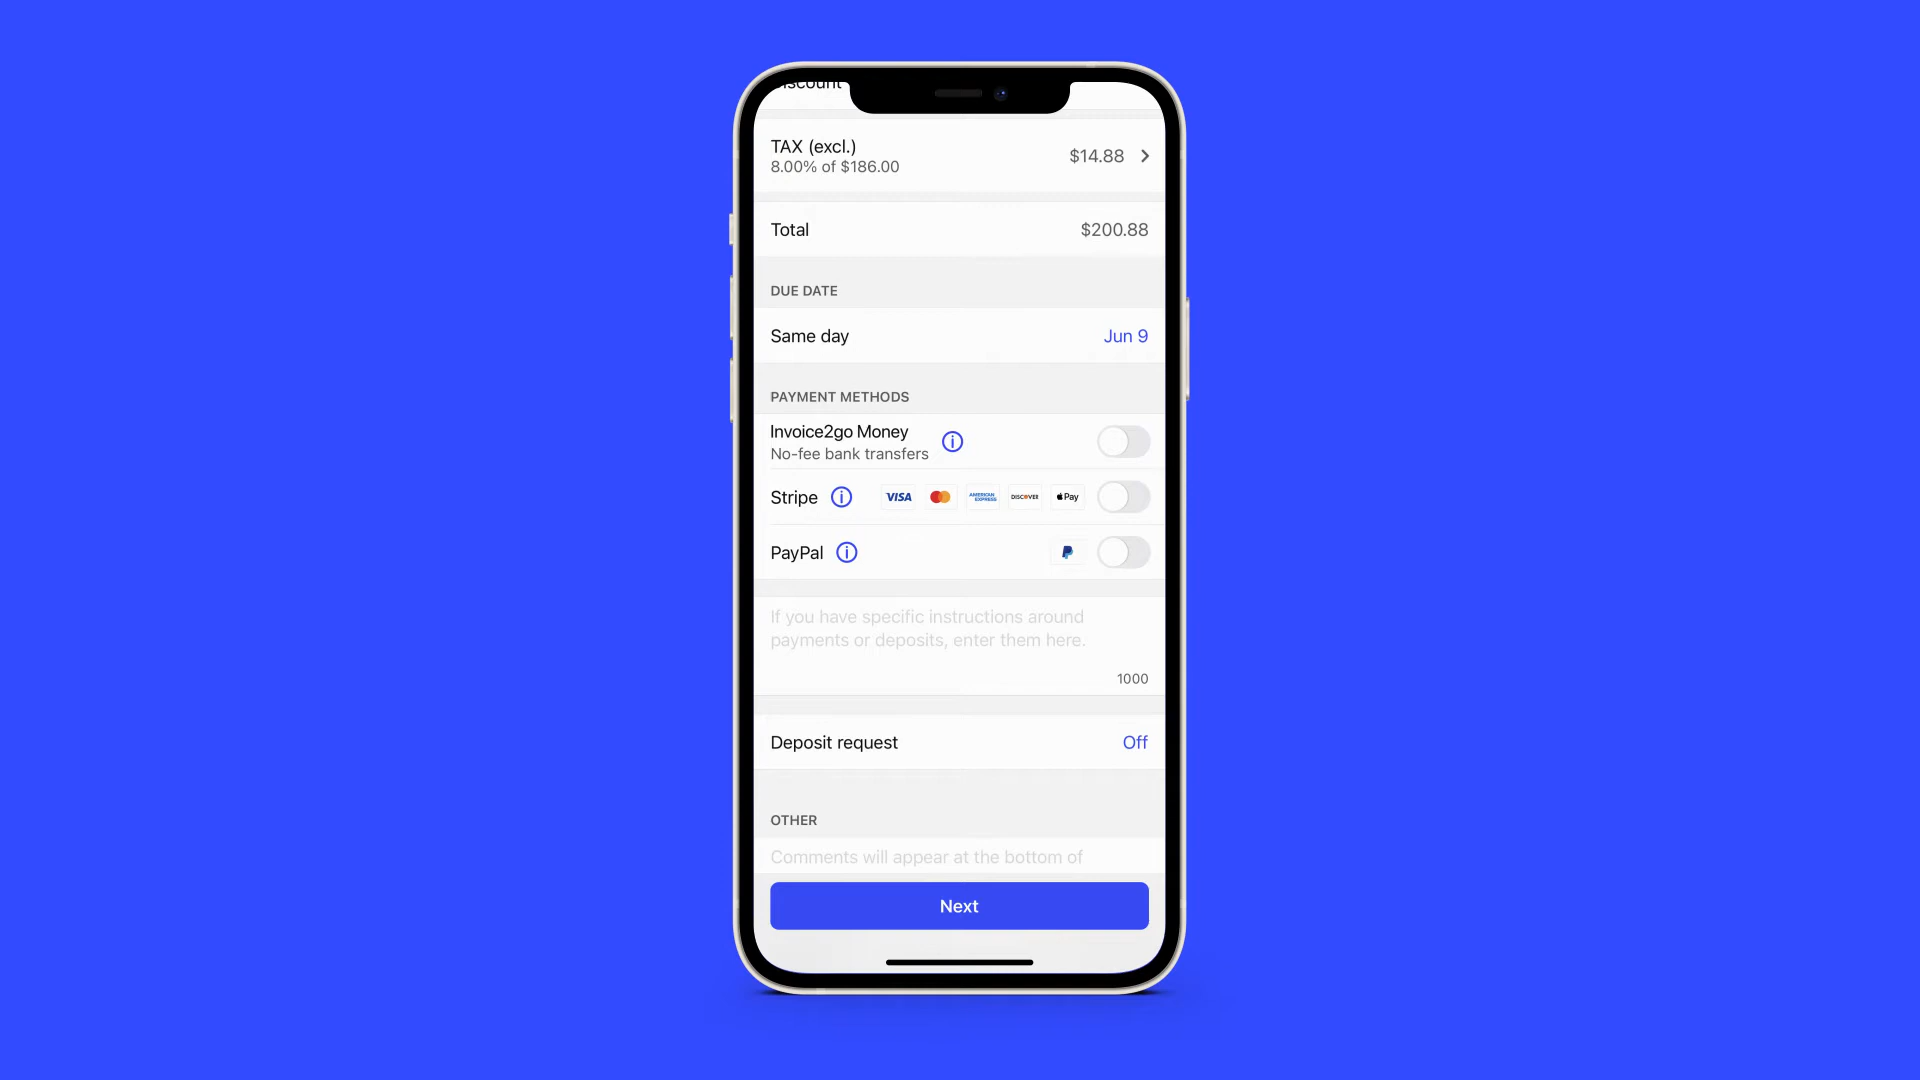 Discount
TAX (excl.)
8.00% of $186.00
$14.88
Total
$200.88
DUE DATE
Same day
Jun 9
PAYMENT METHODS
Invoice2go Money
No-fee bank transfers
Stripe
VISA
AMERICAN
EXPRESS
DISCOVER
Pay
PayPal
If you have specific instructions around
payments or deposits, enter them here.
1000
Deposit request
Off
OTHER
Comments will appear at the bottom of
Next